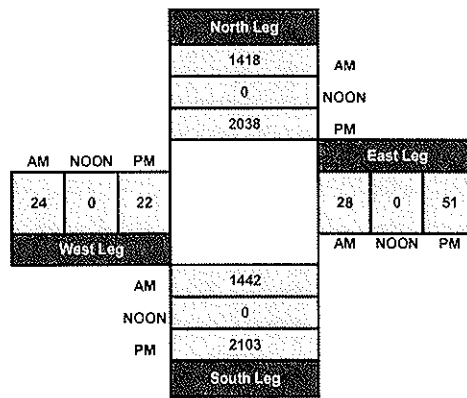 North Leg
1418 AM
0 NOON
2038 PM
AM NOON PM
East Leg
24 0 22
28 0 51
West Leg
AM NOON PM
AM 1442
NOON 0
PM 2103
South Leg